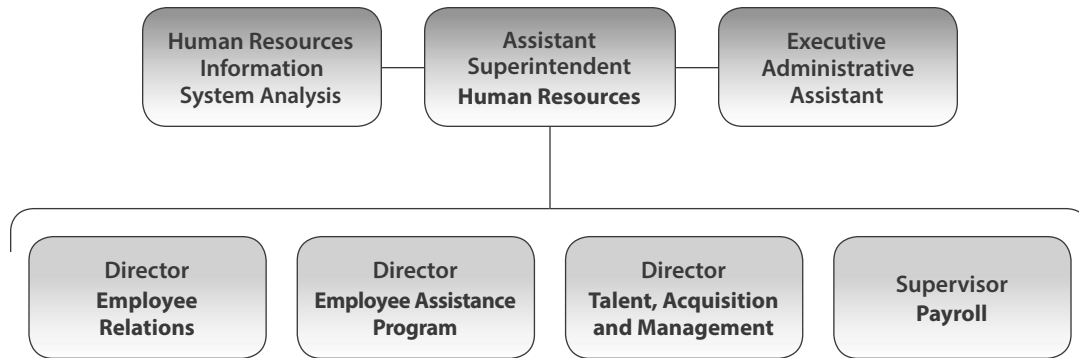 Human Resources
Information
System Analysis
Assistant
Superintendent
Human Resources
Executive
Administrative
Assistant
Director
Employee
Relations
Director
Employee Assistance
Program
Director
Talent, Acquisition
and Management
Supervisor
Payroll